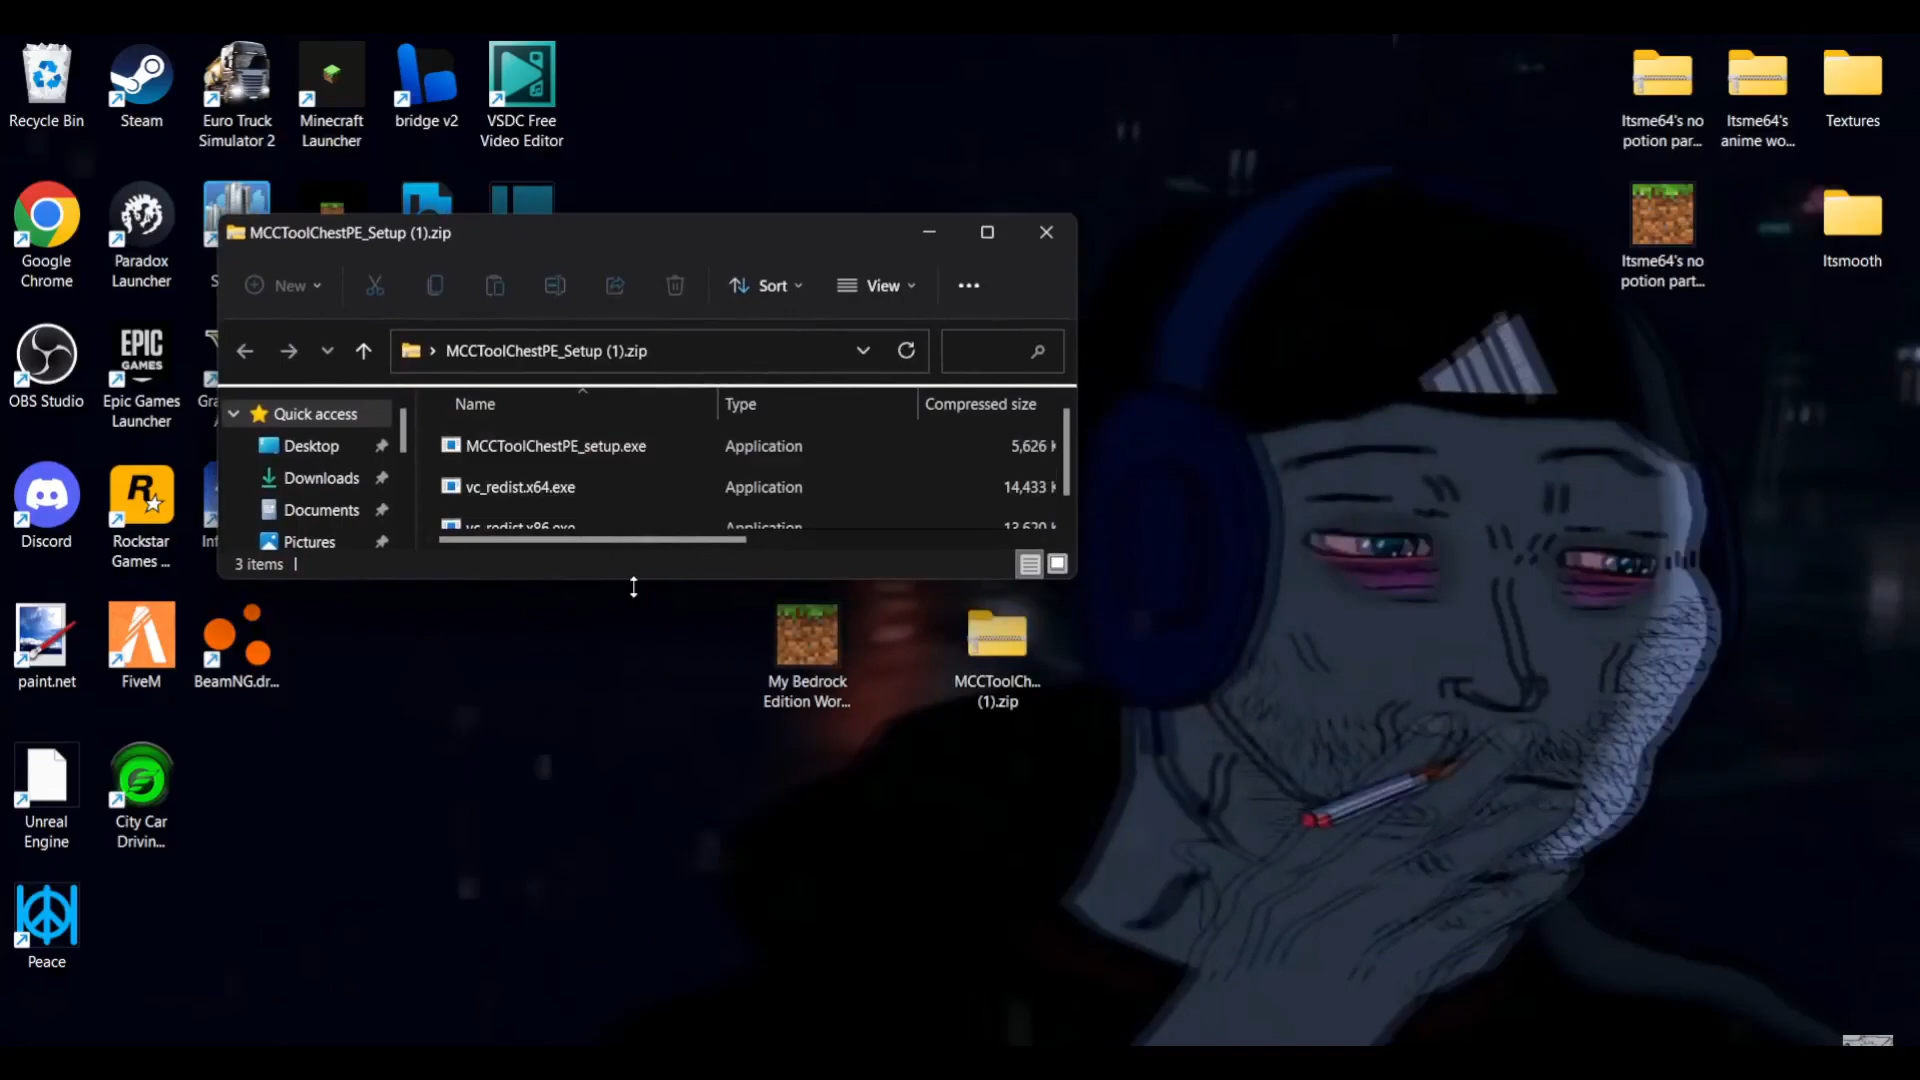 Recycle Bin
Steam
Euro Truck
Simulator 2
Minecraft
Launcher
bridge v2
VSDC Free
Video Editor
Itsme64's no
potion par...
Itsme64's
anime wo...
Textures
Google
Chrome
Paradox
Launcher
S
Itsme64's no
potion part...
Itsmooth
MCCToolChestPE_Setup (1).zip
New
Sort
View
MCCToolChestPE_Setup (1).zip
Quick access
Desktop
Downloads
Documents
Pictures
Name
Type
Compressed size
MCCToolChestPE_setup.exe
Application
5,626 K
vc_redist.x64.exe
Application
14,433 K
vc_redist.x86.exe
Application
13,620 K
3 items
OBS Studio
EPIC
GAMES
Epic Games
Launcher
Gra
Discord
R
Rockstar
Games ...
Inf
paint.net
FiveM
BeamNG.dr...
My Bedrock
Edition Wor...
MCCToolCh...
(1).zip
Unreal
Engine
City Car
Drivin...
Peace